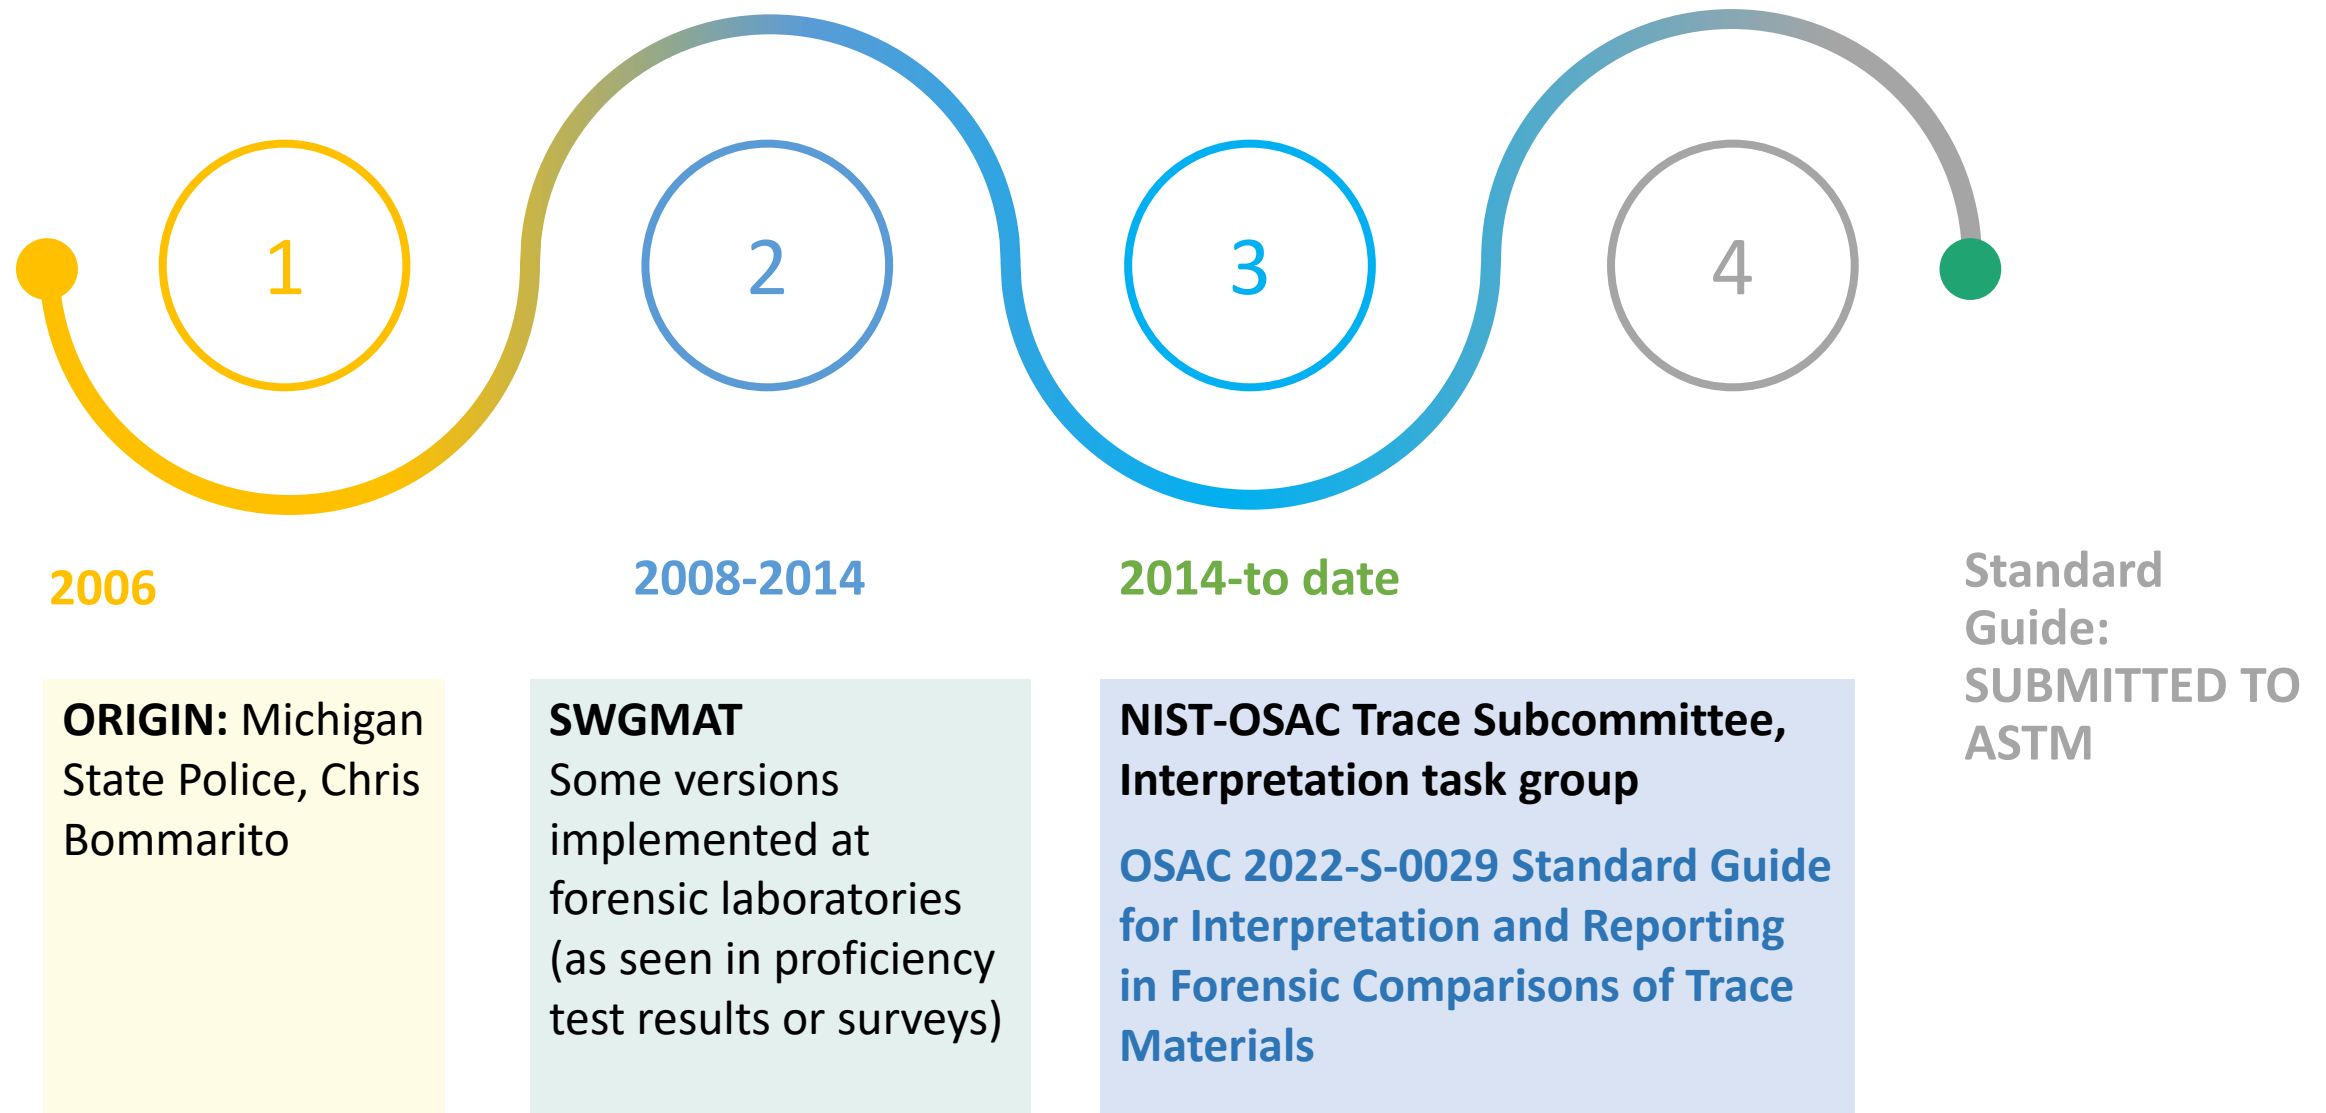 1
2
3
4
2006
2008-2014
2014-to date
Standard
Guide:
SUBMITTED TO
ASTM
ORIGIN: Michigan
State Police, Chris
Bommarito
SWGMAT
Some versions
implemented at
forensic laboratories
(as seen in proficiency
test results or surveys)
NIST-OSAC Trace Subcommittee,
Interpretation task group
OSAC 2022-S-0029 Standard Guide
for Interpretation and Reporting
in Forensic Comparisons of Trace
Materials